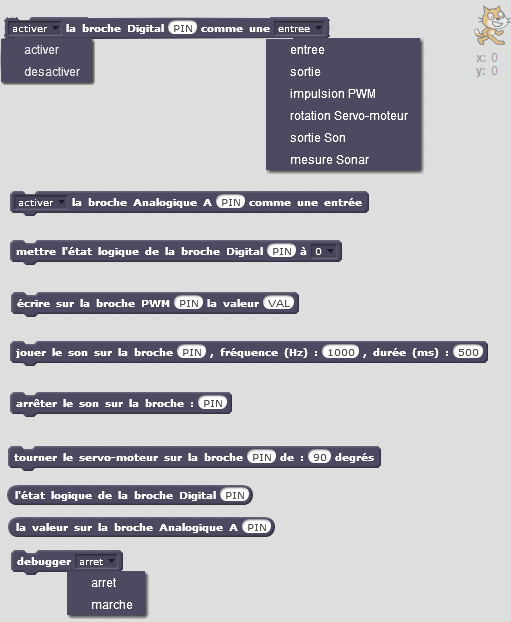 activer la broche Digital PIN comme une entree
activer
desactiver
entree
sortie
impulsion PWM
rotation Servo-moteur
sortie Son
mesure Sonar
x: 0
y: 0
activer la broche Analogique A PIN comme une entrée
mettre l'état logique de la broche Digital PIN à 0
écrire sur la broche PWM PIN la valeur VAL
jouer le son sur la broche PIN , fréquence (Hz) : 1000 , durée (ms) : 500
arrêter le son sur la broche : PIN
tourner le servo-moteur sur la broche PIN de : 90 degrés
l'état logique de la broche Digital PIN
la valeur sur la broche Analogique A PIN
debugger arret
arret
marche